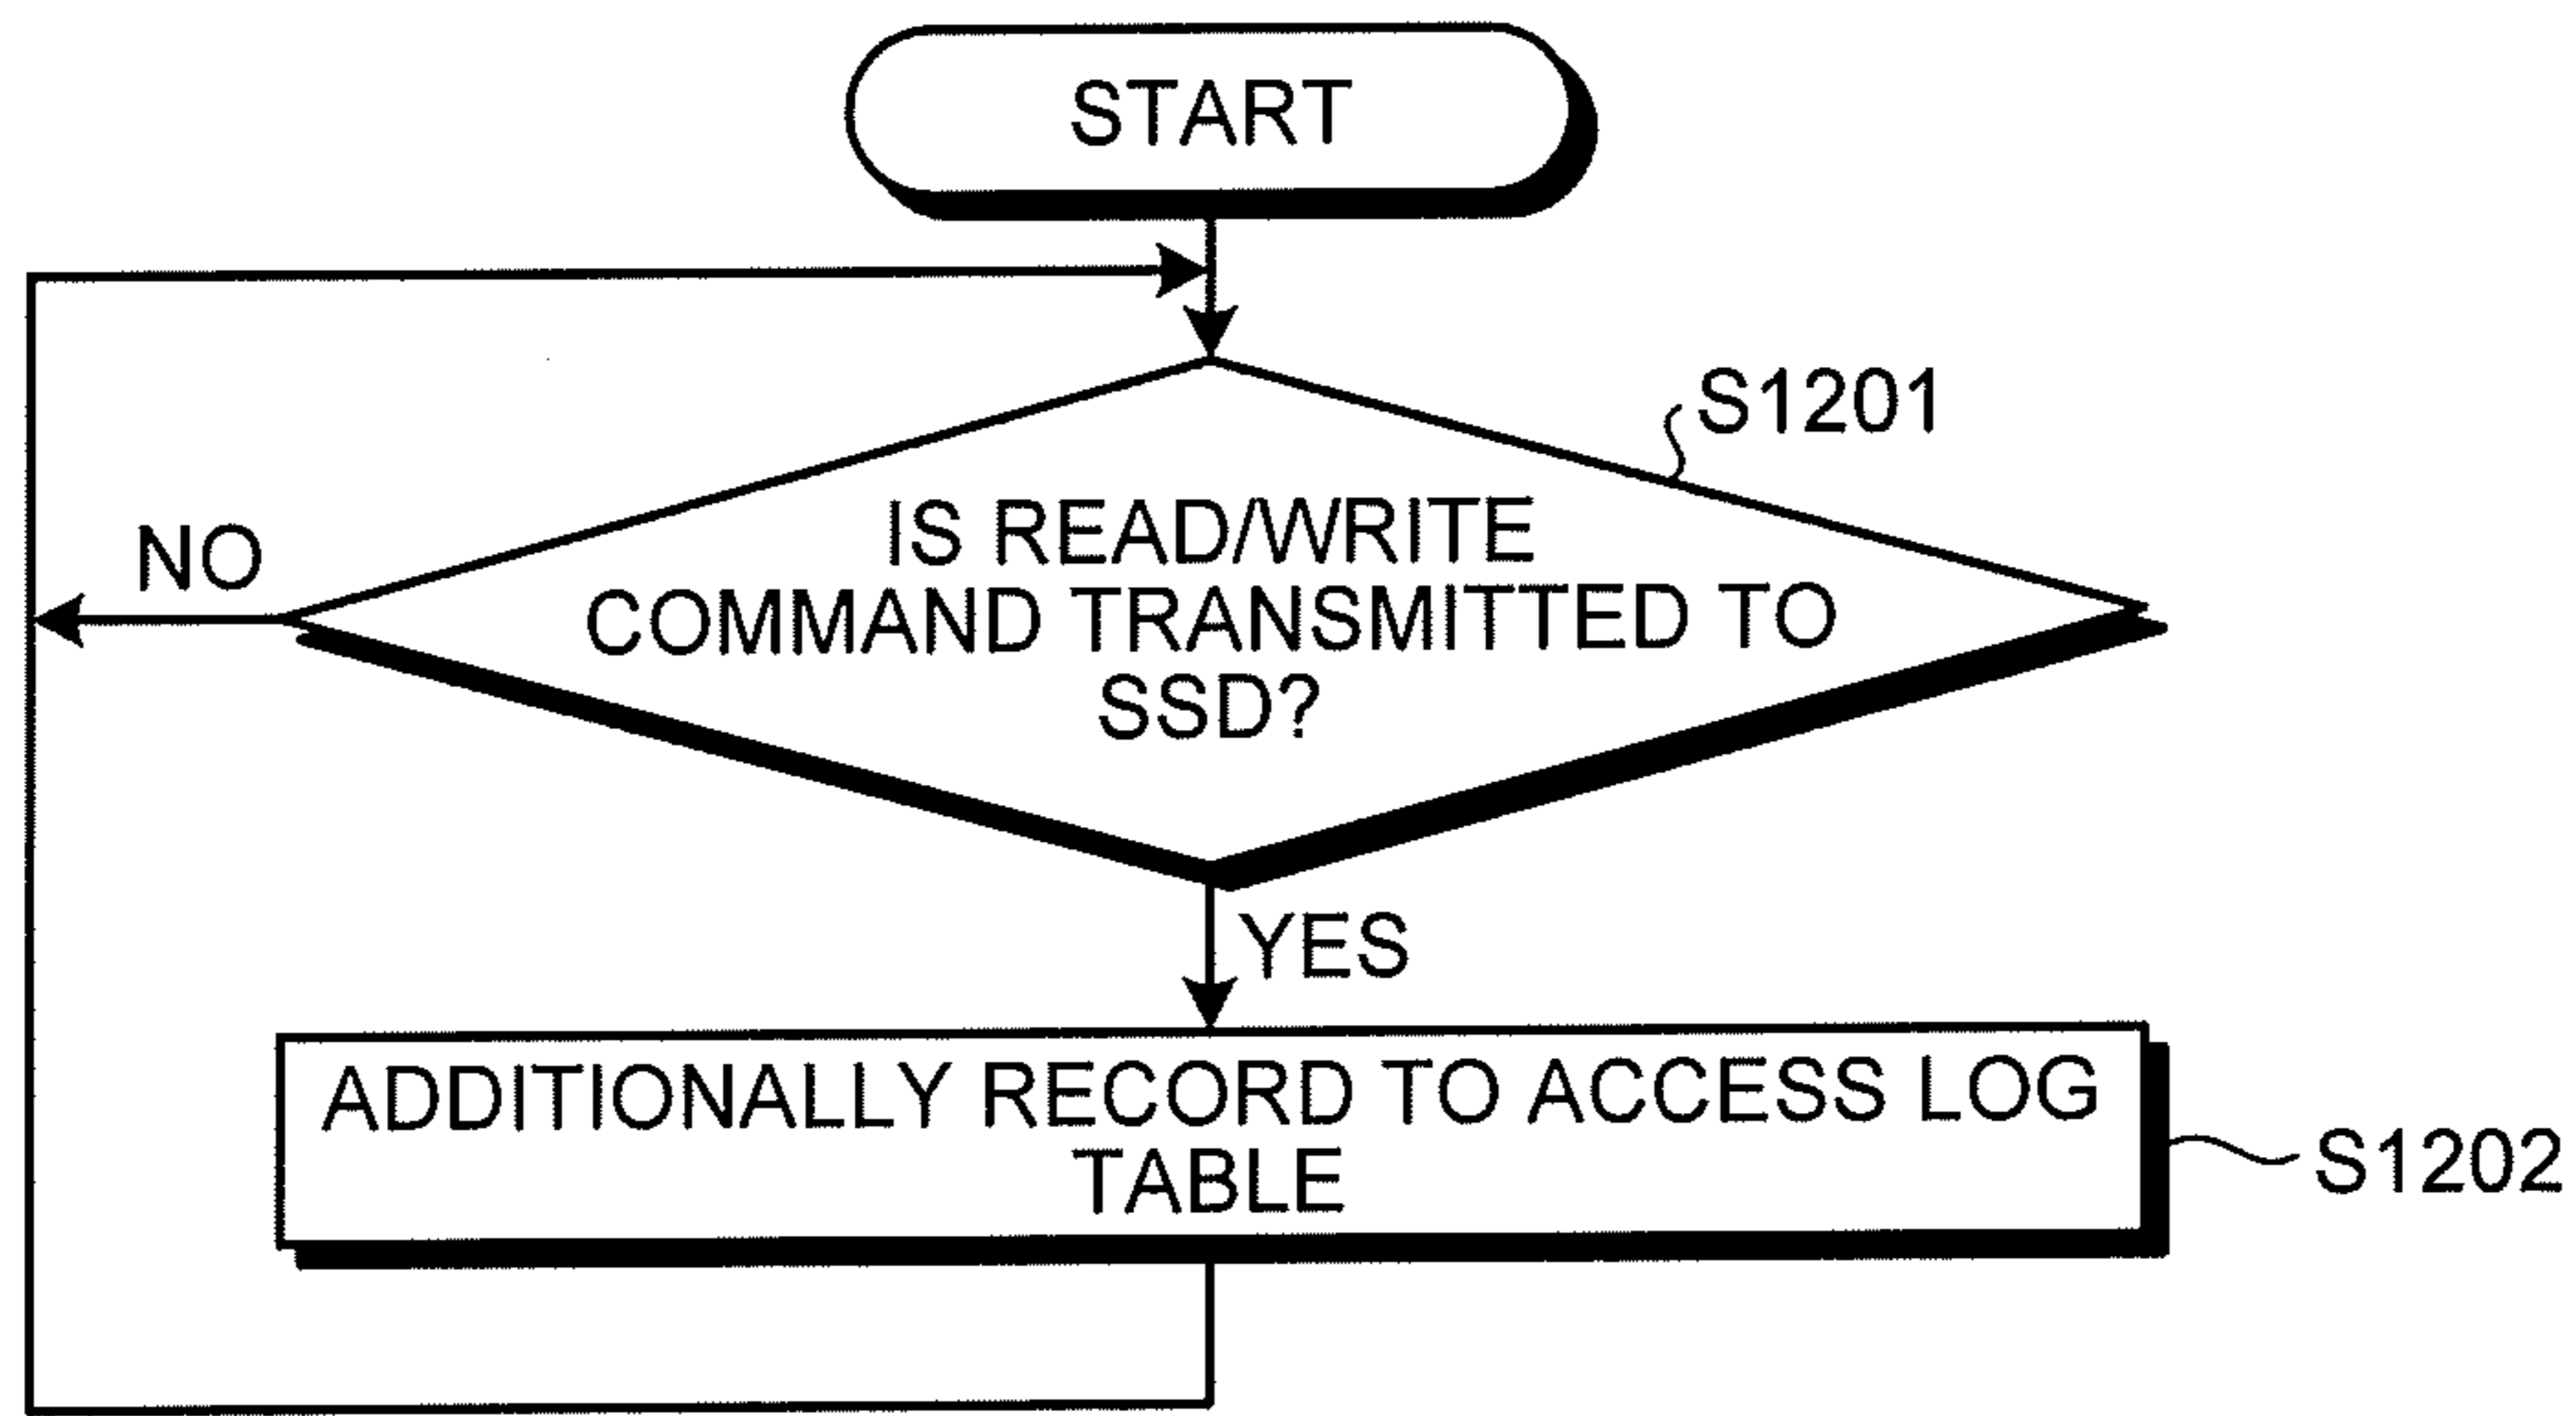 START
S1201
IS READ/WRITE
NO
COMMAND TRANSMITTED TO
SSD?
YES
ADDITIONALLY RECORD TO ACCESS LOG
TABLE
S1202